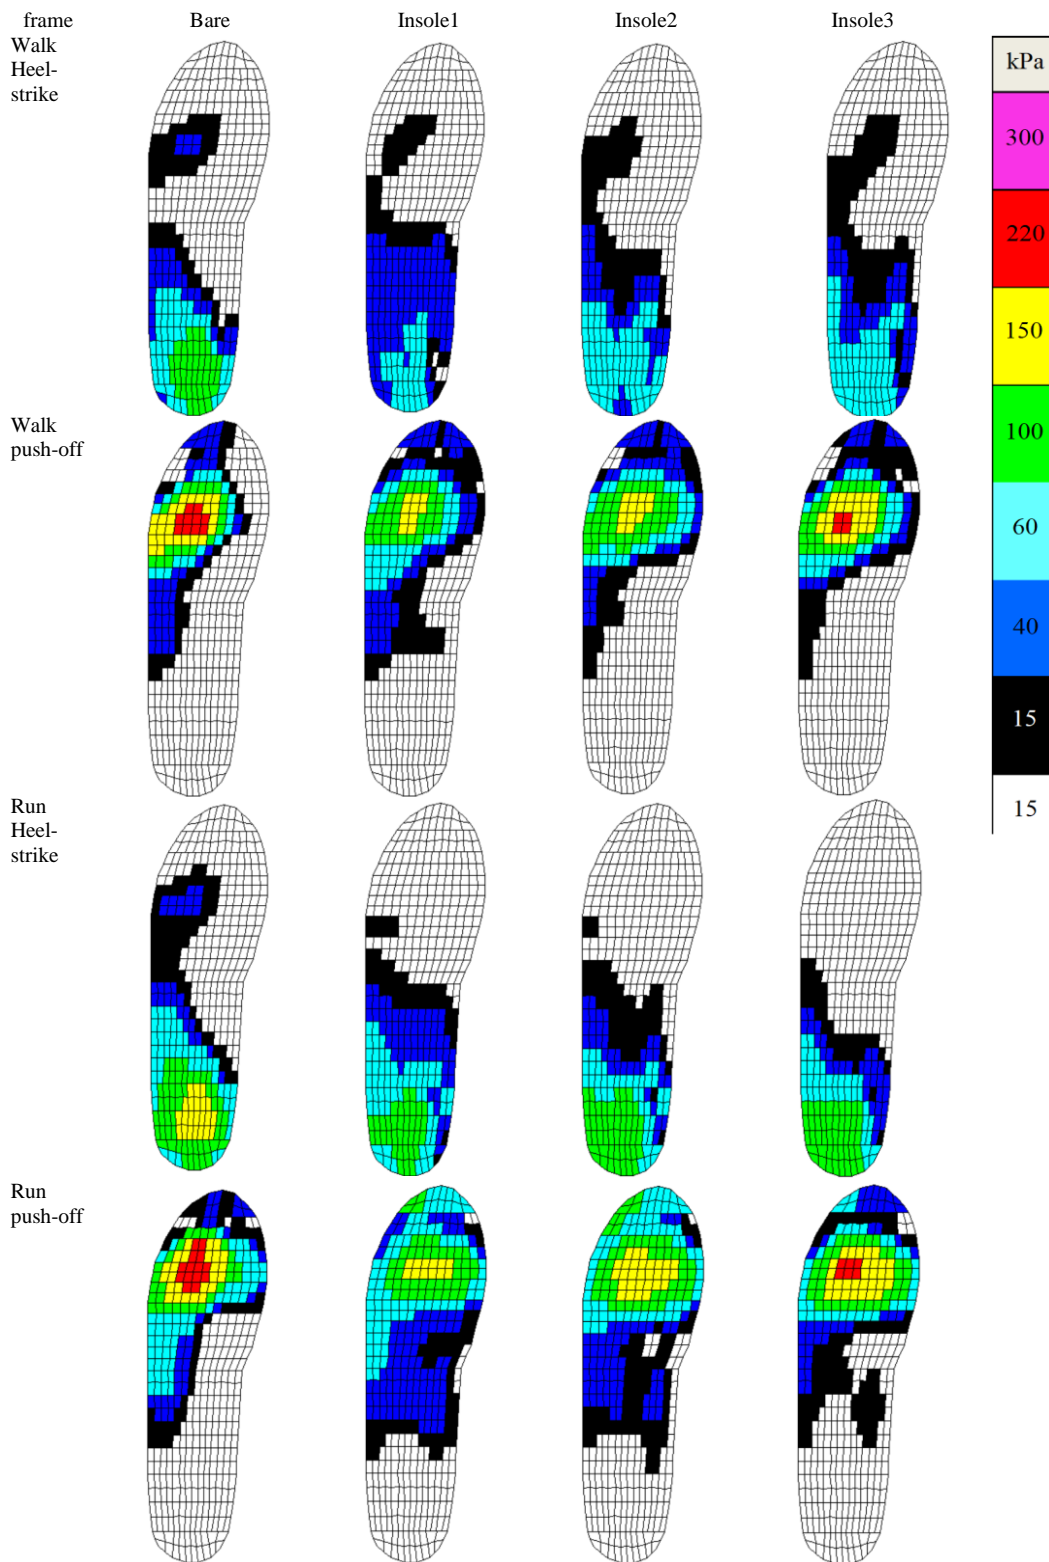 frame Bare Insole1 Insole2 Insole3
Walk
Heel-
strike
kPa
300
220
150
100
60
40
15
15
Walk
push-off
Run
Heel-
strike
Run
push-off